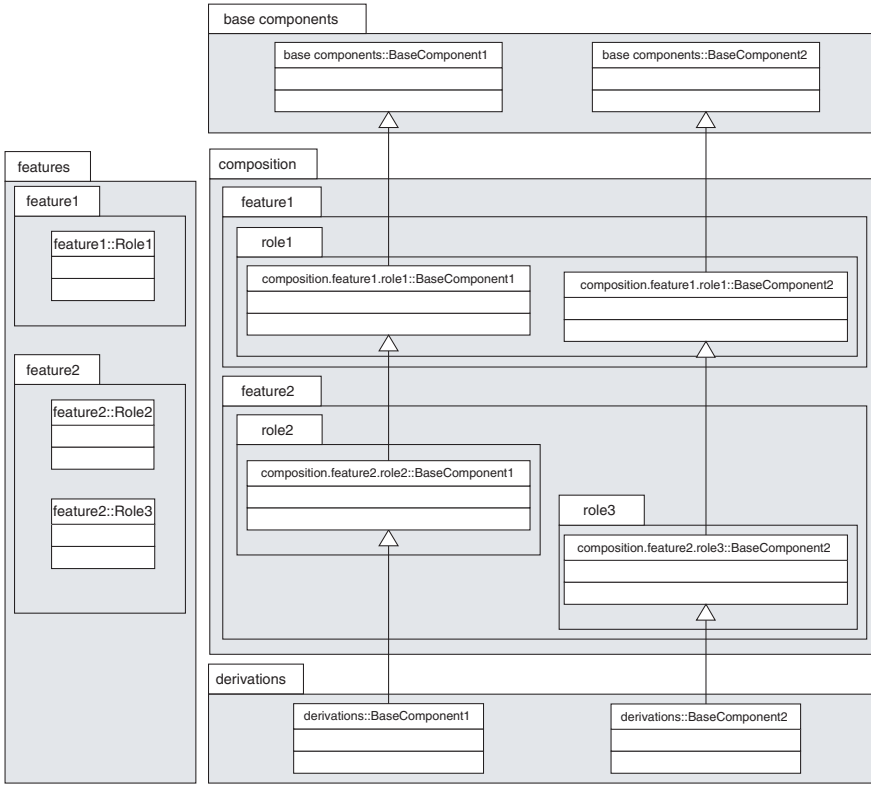 base components
base components::BaseComponent1
base components::BaseComponent2
features
feature1
feature1::Role1
feature2
feature2::Role2
feature2::Role3
composition
feature1
role1
composition.feature1.role1::BaseComponent1
composition.feature1.role1::BaseComponent2
feature2
role2
composition.feature2.role2::BaseComponent1
role3
composition.feature2.role3::BaseComponent2
derivations
derivations::BaseComponent1
derivations::BaseComponent2